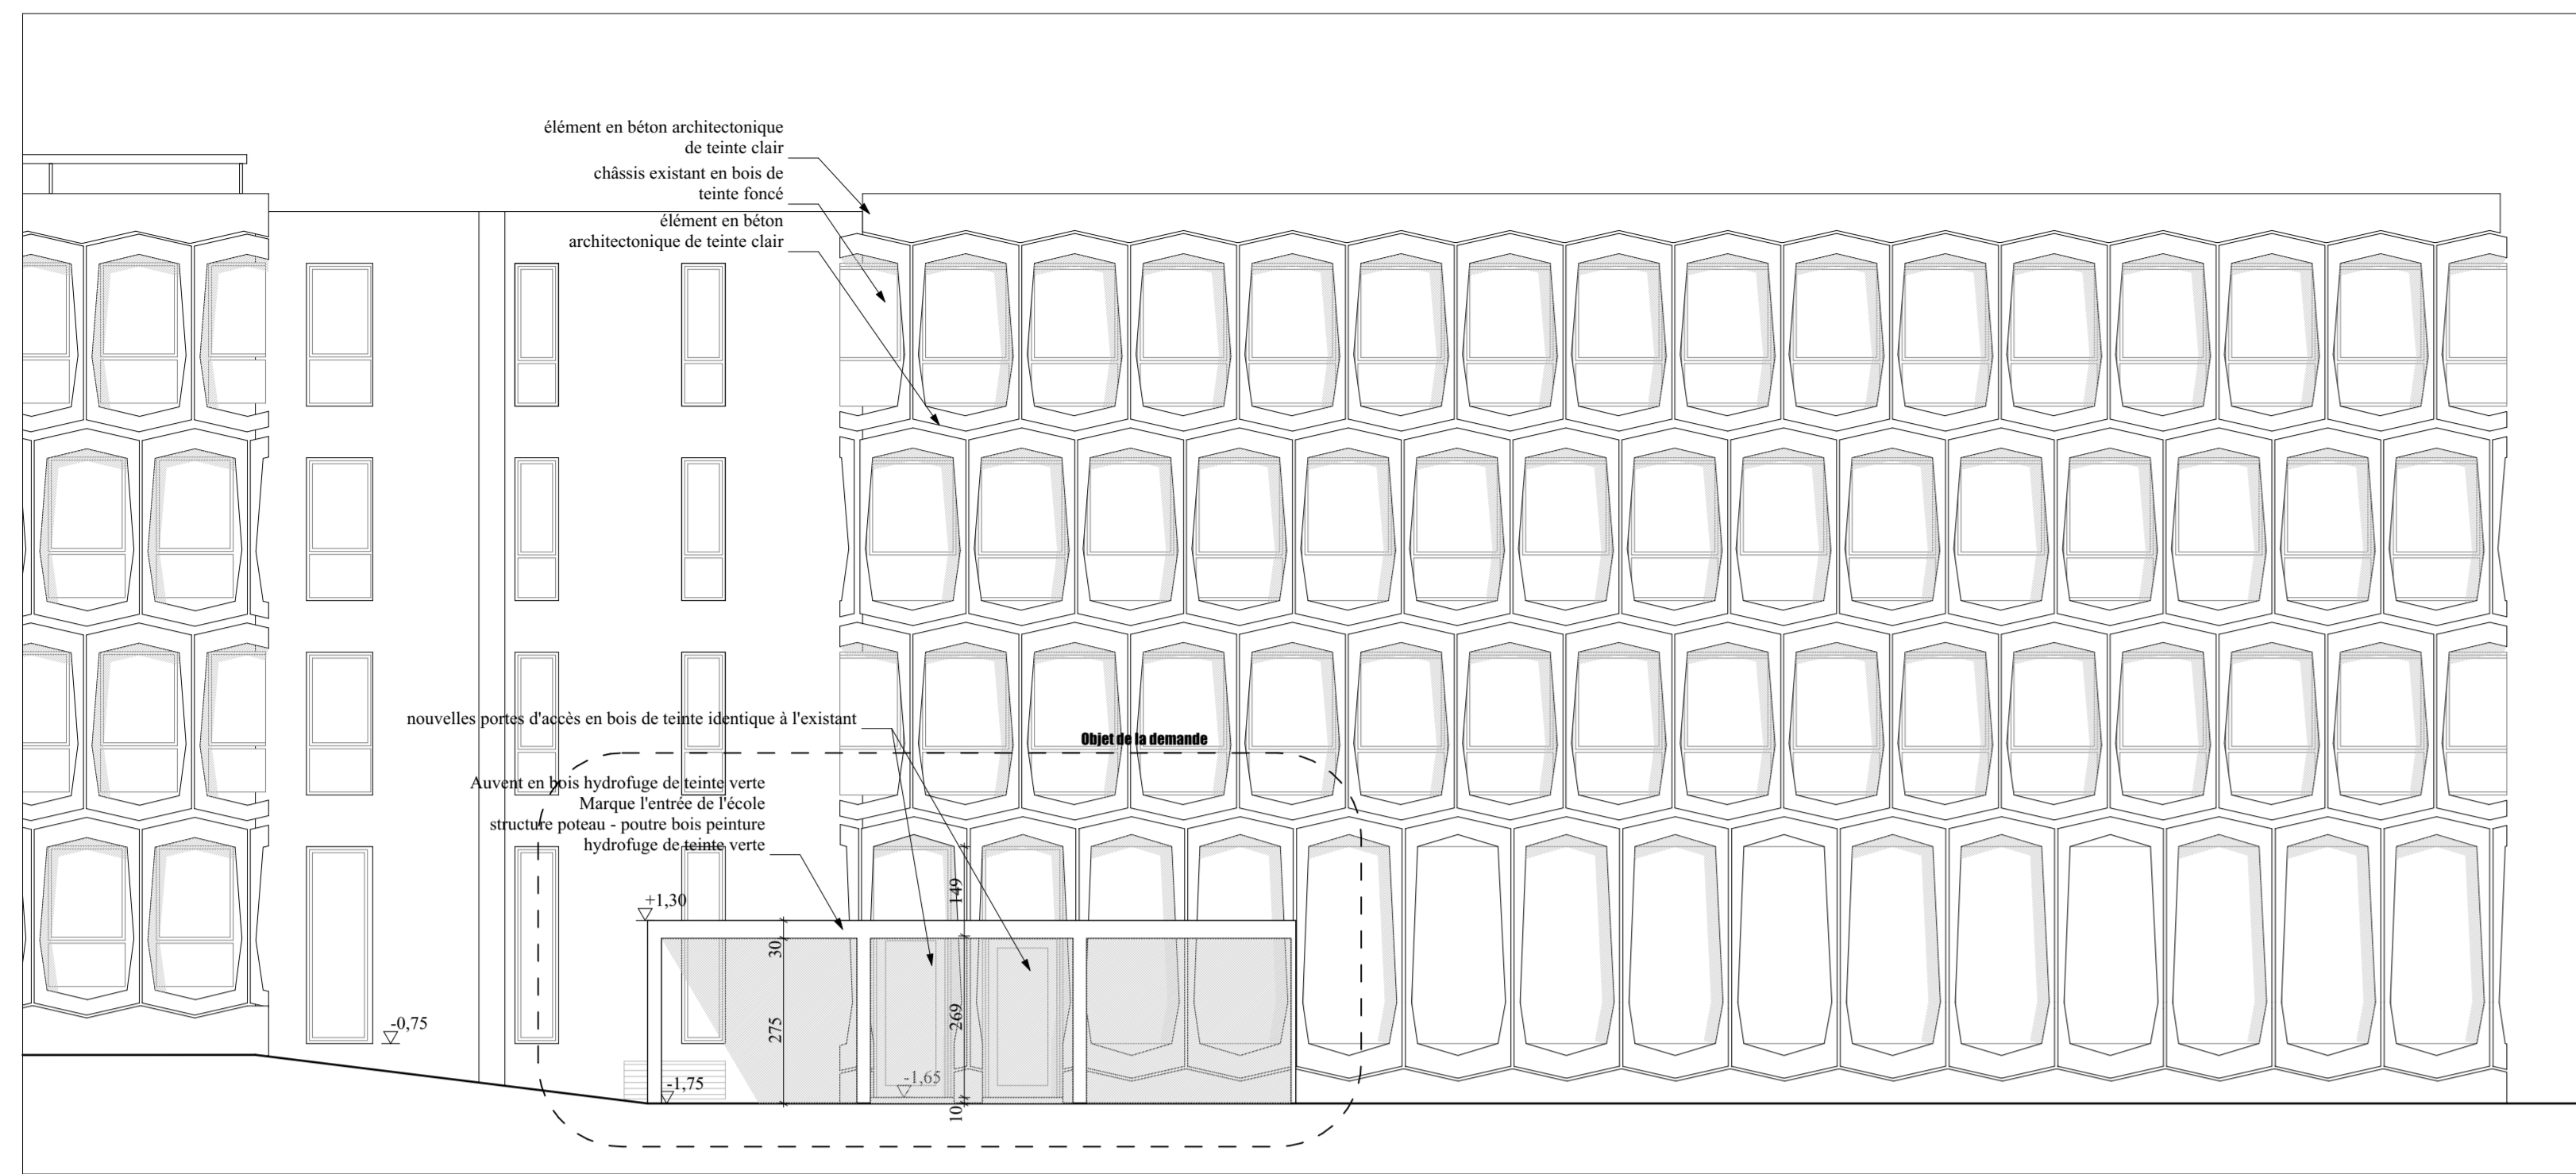 élément en béton architectonique
de teinte clair
châssis existant en bois de
teinte foncé
élément en béton
architectonique de teinte clair
nouvelles portes d'accès en bois de teinte identique à l'existant
Objet de la demande
Auvent en bois hydrofuge de teinte verte
Marque l'entrée de l'école
structure poteau - poutre bois peinture
hydrofuge de teinte verte
149
+1,30
30
269
275
-0,75
-1,65
-1,75
10